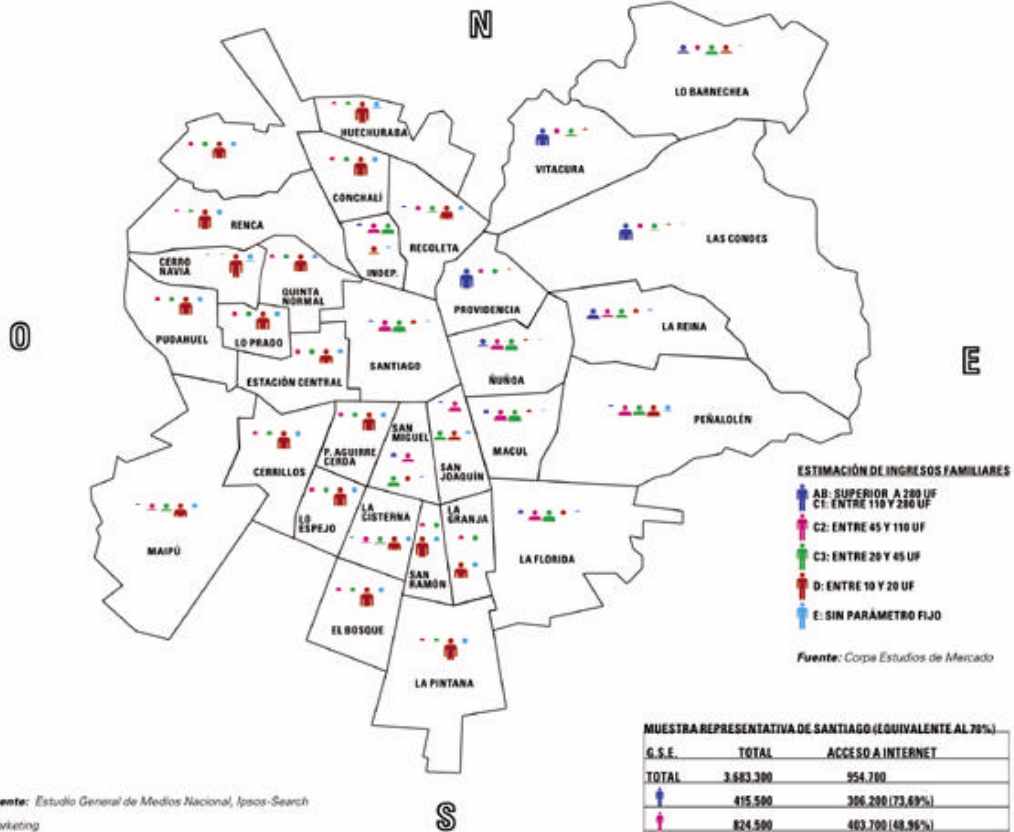 N
LO BARNECHEA
HUECHURABA
VITACURA
CONCHALÍ
RENCA
RECOLETA
LAS CONDES
CERRO
NAVIA
INDEP.
QUINTA
NORMAL
PROVIDENCIA
LA REINA
O
PUDAHUEL
LO PRADO
SANTIAGO
E
ESTACIÓN CENTRAL
ÑUÑOA
PEÑALOLÉN
SAN
MIGUEL
MACUL
P. AGUIRRE
CERDA
CERRILLOS
SAN
JOAQUÍN
LO
ESPEJO
LA
CISTERNA
LA
GRANJA
MAIPÚ
LA FLORIDA
SAN
RAMÓN
EL BOSQUE
LA PINTANA
ESTIMACIÓN DE INGRESOS FAMILIARES
AB: SUPERIOR A 280 UF
C1: ENTRE 110 Y 280 UF
C2: ENTRE 45 Y 110 UF
C3: ENTRE 20 Y 45 UF
D: ENTRE 10 Y 20 UF
E: SIN PARÁMETRO FIJO
Fuente: Corpa Estudios de Mercado
MUESTRA REPRESENTATIVA DE SANTIAGO (EQUIVALENTE AL 70%)
G.S.E. TOTAL ACCESO A INTERNET
TOTAL 3.683.300 954.700
415.500 306.200 (73,69%)
824.500 403.700 (48,96%)
ente: Estudio General de Medios Nacional, Ipsos-Search
rketing
S